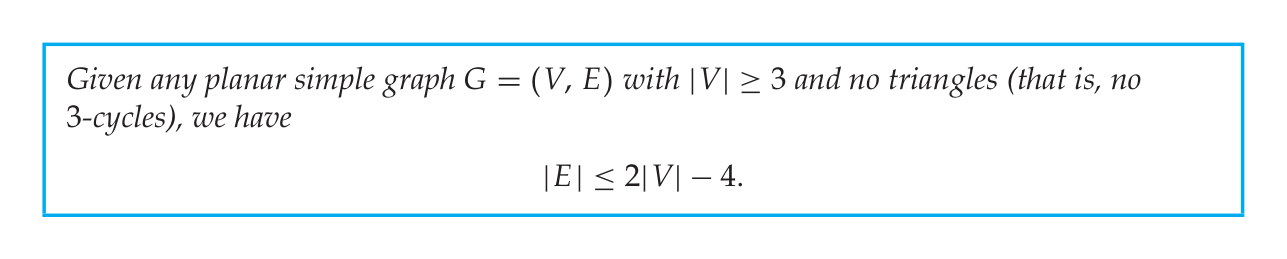 Given any planar simple graph G = (V, E) with |V| ≥ 3 and no triangles (that is, no
3-cycles), we have
|E| ≤ 2|V| − 4.